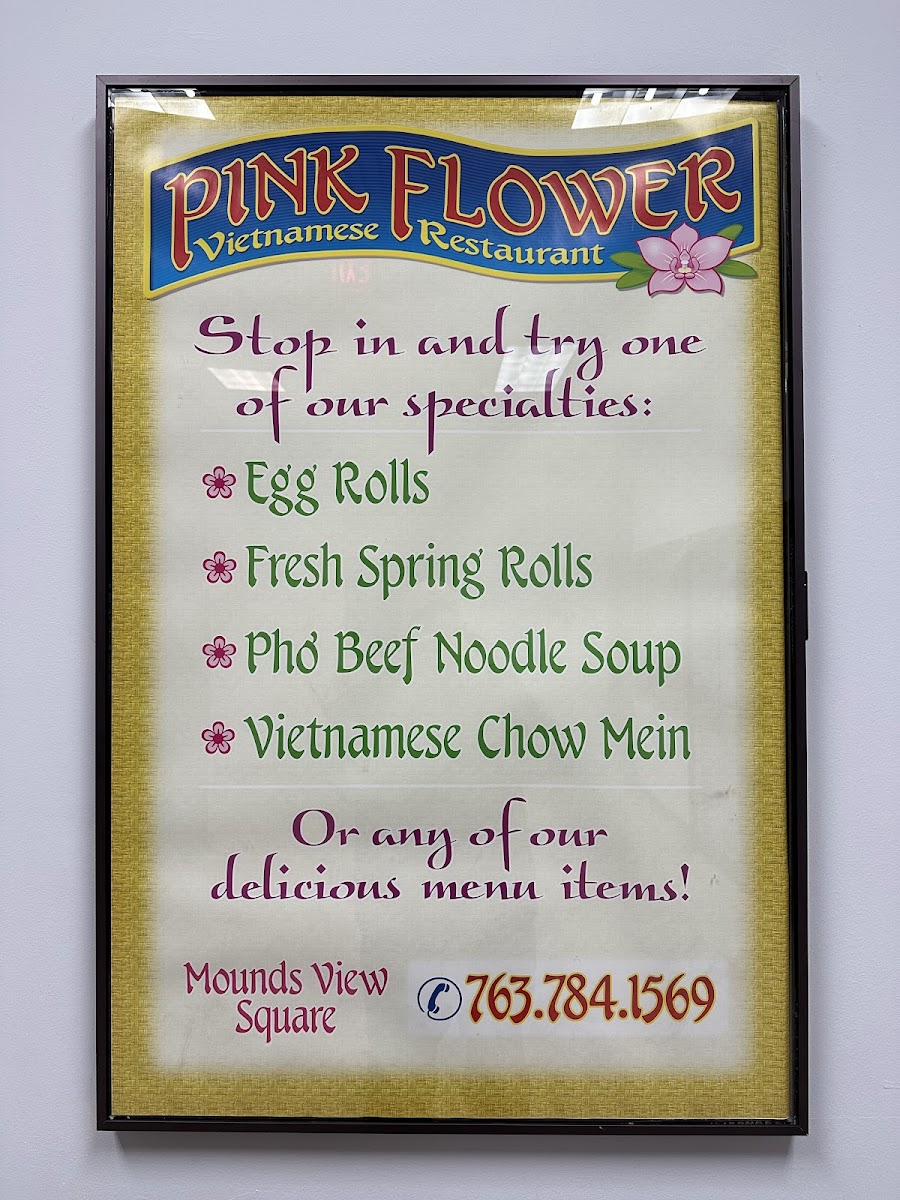 PINK FLOWER
Vietnamese Restaurant
Stop in and try one
of our specialties:
Egg Rolls
Fresh Spring Rolls
Phở Beef Noodle Soup
Vietnamese Chow Mein
Or any of our
delicious menu items!
Mounds View
Square
763.784.1569